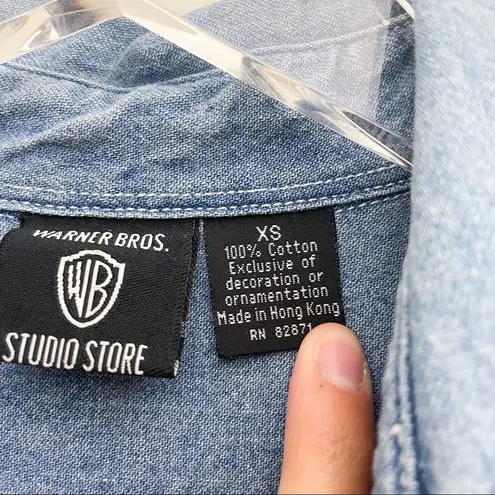 WARNER BROS.
WB
STUDIO STORE
XS
100% Cotton
Exclusive of
decoration or
ornamentation
Made in Hong Kong
RN 82871